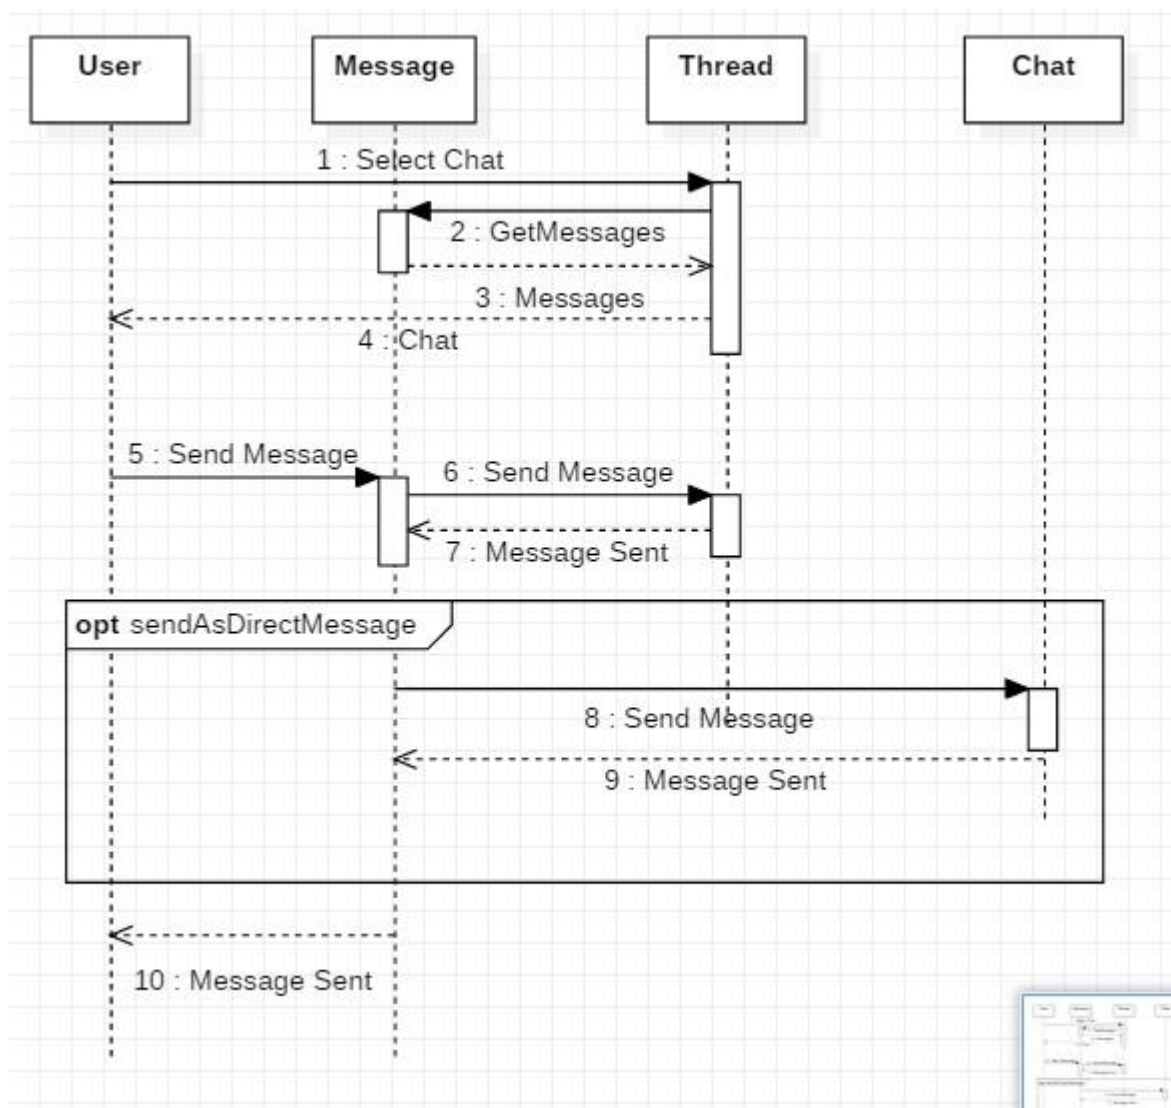 User
Message
Thread
Chat
1 : Select Chat
2 : GetMessages
3 : Messages
4 : Chat
5 : Send Message
6 : Send Message
7 : Message Sent
opt sendAsDirectMessage
8 : Send Message
9 : Message Sent
10 : Message Sent